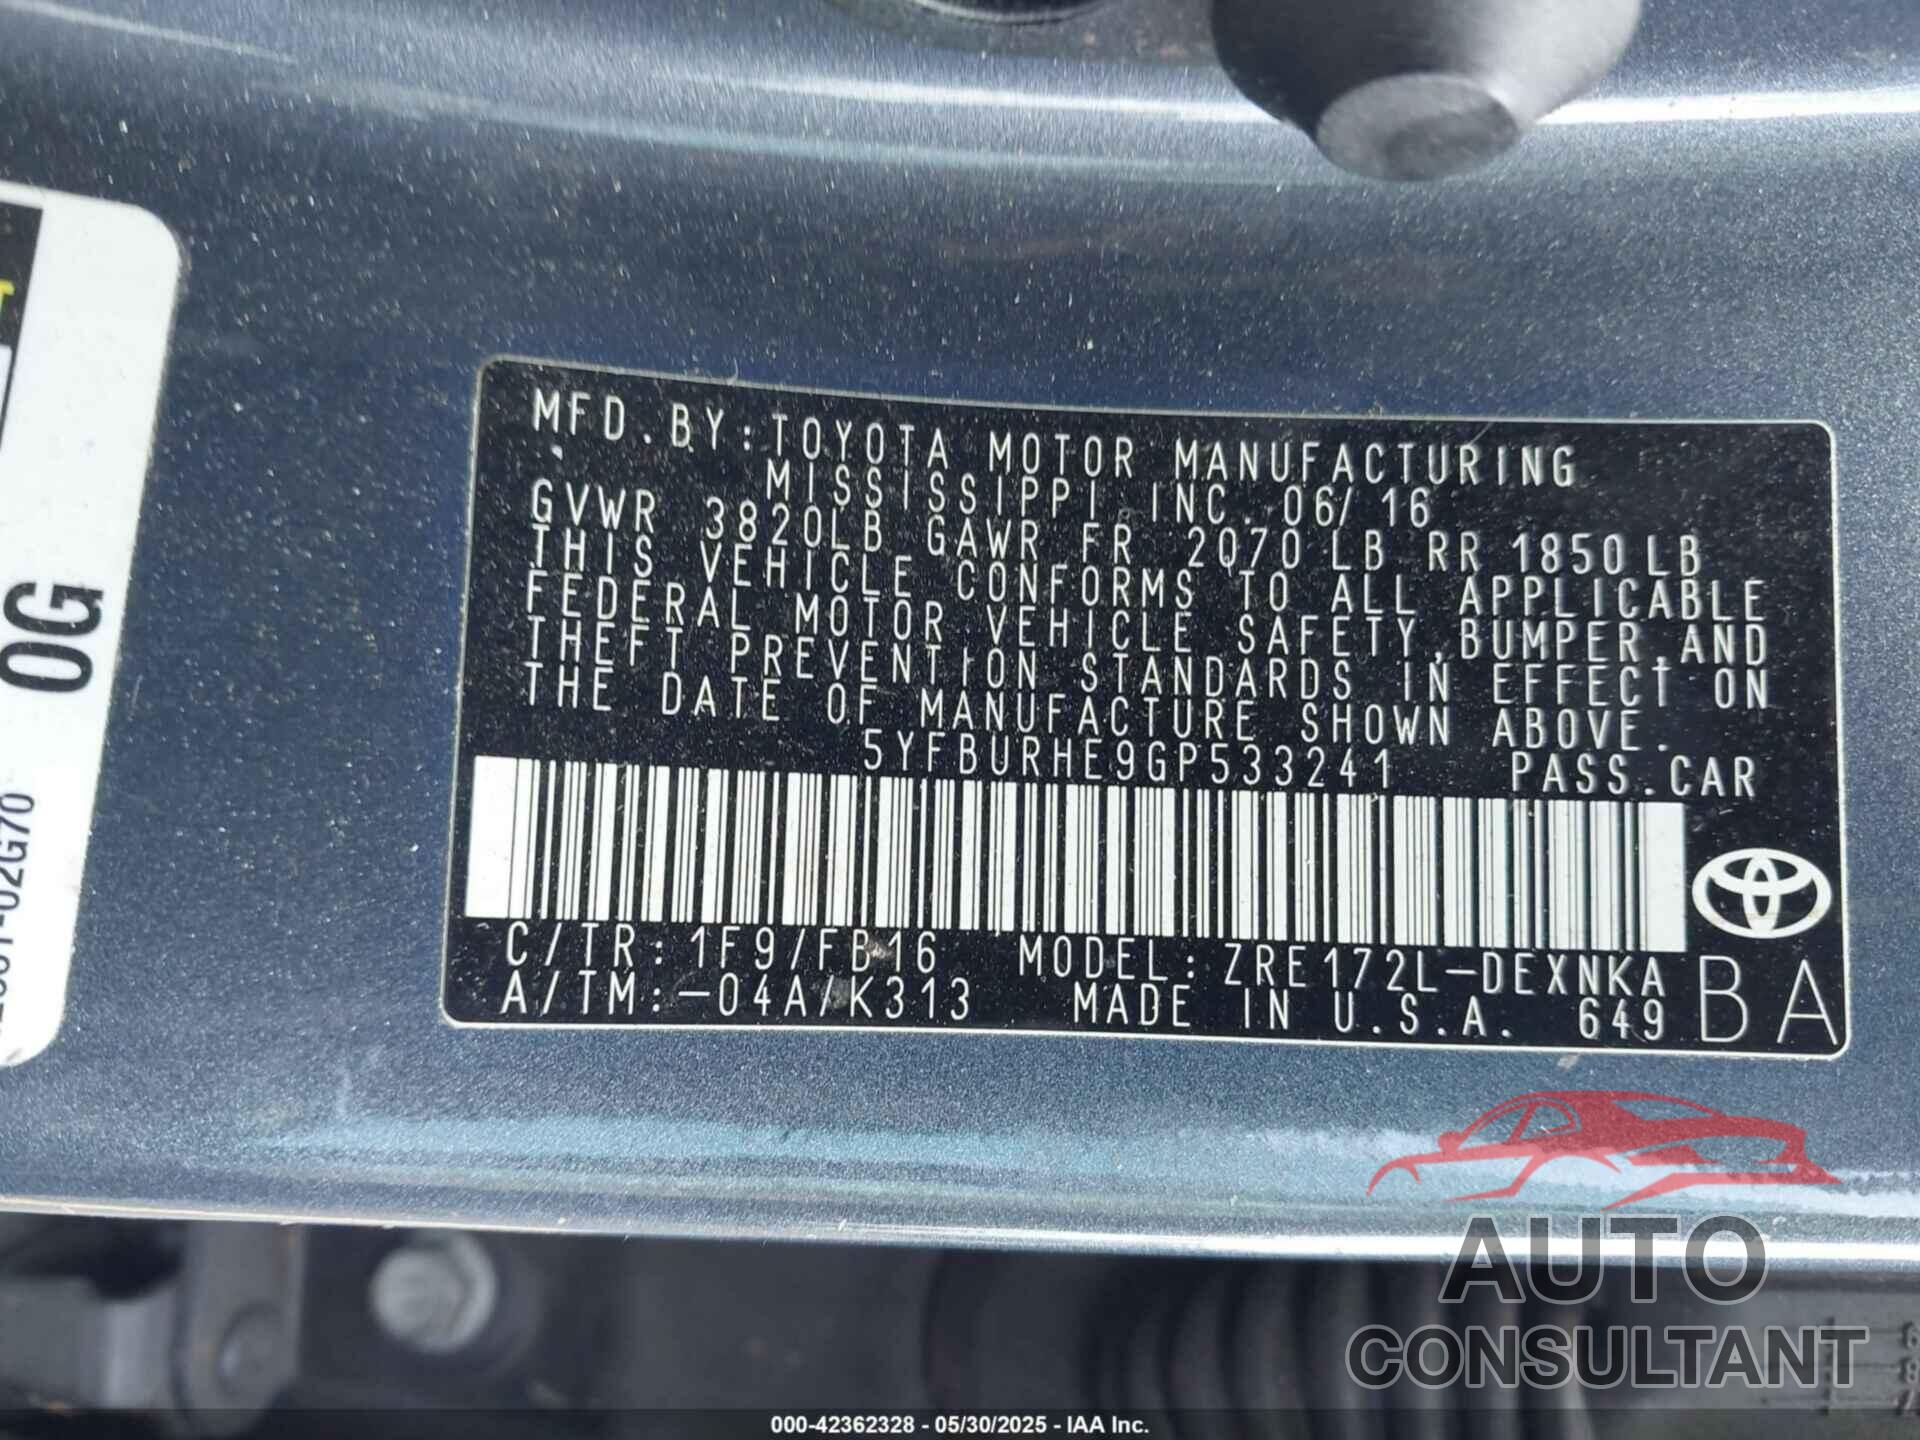 MFD.BY:TOYOTA MOTOR MANUFACTURING
MISSISSIPPI, INC. 06/16
GVWR 3820LB GAWR FR 2070LB RR 1850LB
THIS VEHICLE CONFORMS TO ALL APPLICABLE
FEDERAL MOTOR VEHICLE SAFETY,BUMPER,AND
THEFT PREVENTION STANDARDS IN EFFECT ON
THE DATE OF MANUFACTURE SHOWN ABOVE.
5YFBURHE9GP533241 PASS.CAR
C/TR:1F9/FB16 MODEL:ZRE172L-DEXNKA
A/TM:-04A/K313 MADE IN U.S.A. 649
BA
0G
-02G70
AUTO
CONSULTANT
000-42362328 - 05/30/2025 - IAA Inc.